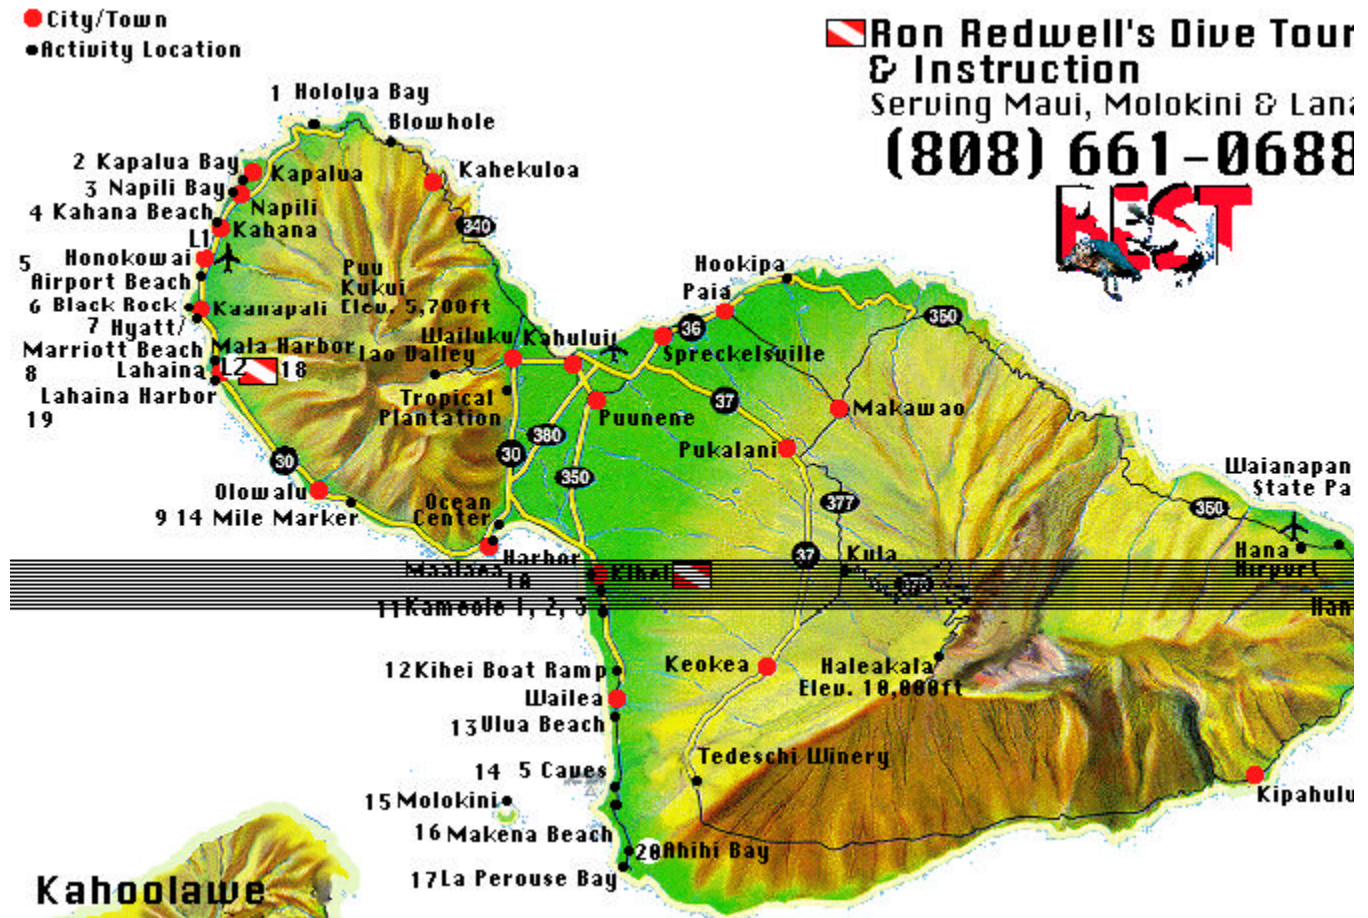 City/Town
Activity Location
Ron Redwell's Dive Tour
& Instruction
Serving Maui, Molokini & Lana
(808) 661-0688
BEST
1 Hololua Bay
Blowhole
2 Kapalua Bay
Kapalua
Kahekuloa
3 Napili Bay
Napili
4 Kahana Beach
Kahana
L1
340
Honokowai
5
Airport Beach
Puu
Kukui
Elev. 5,700ft
6 Black Rock
Kaanapali
7 Hyatt/
Marriott Beach
Mala Harbor
8
Lahaina
L2
18
Lahaina Harbor
19
Hookipa
Paia
36
350
Wailuku
Kahului
Spreckelsville
Iao Valley
Tropical
Plantation
Puunene
37
Makawao
380
30
30
350
Pukalani
Olowalu
9 14 Mile Marker
Ocean
Center
377
Waianapan
State Pa
360
Harbor
Maalaea
10
Kihei
37
Kula
Hana
Airport
Han
11 Kameole 1, 2, 3
12 Kihei Boat Ramp
Keokea
Haleakala
Elev. 10,000ft
Wailea
13 Ulua Beach
Tedeschi Winery
14 5 Caves
15 Molokini
Kipahulu
16 Makena Beach
20 Ahihi Bay
17 La Perouse Bay
Kahoolawe